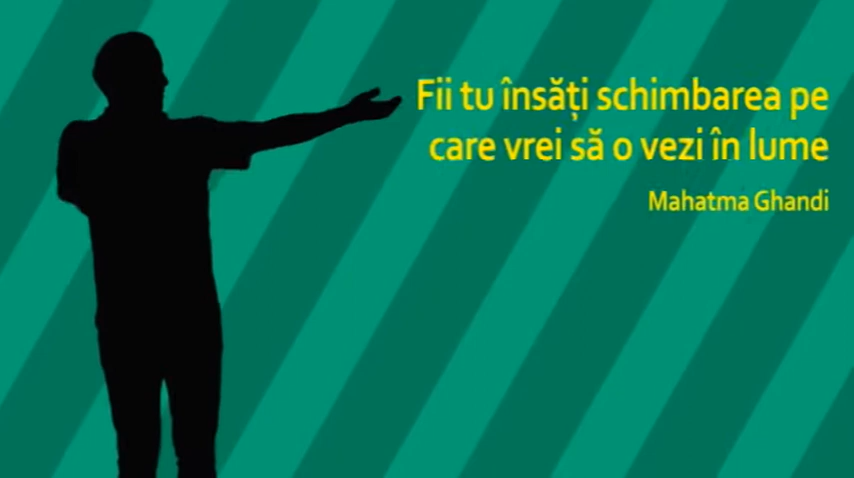 Fii tu însăți schimbarea pe
care vrei să o vezi în lume
Mahatma Ghandi